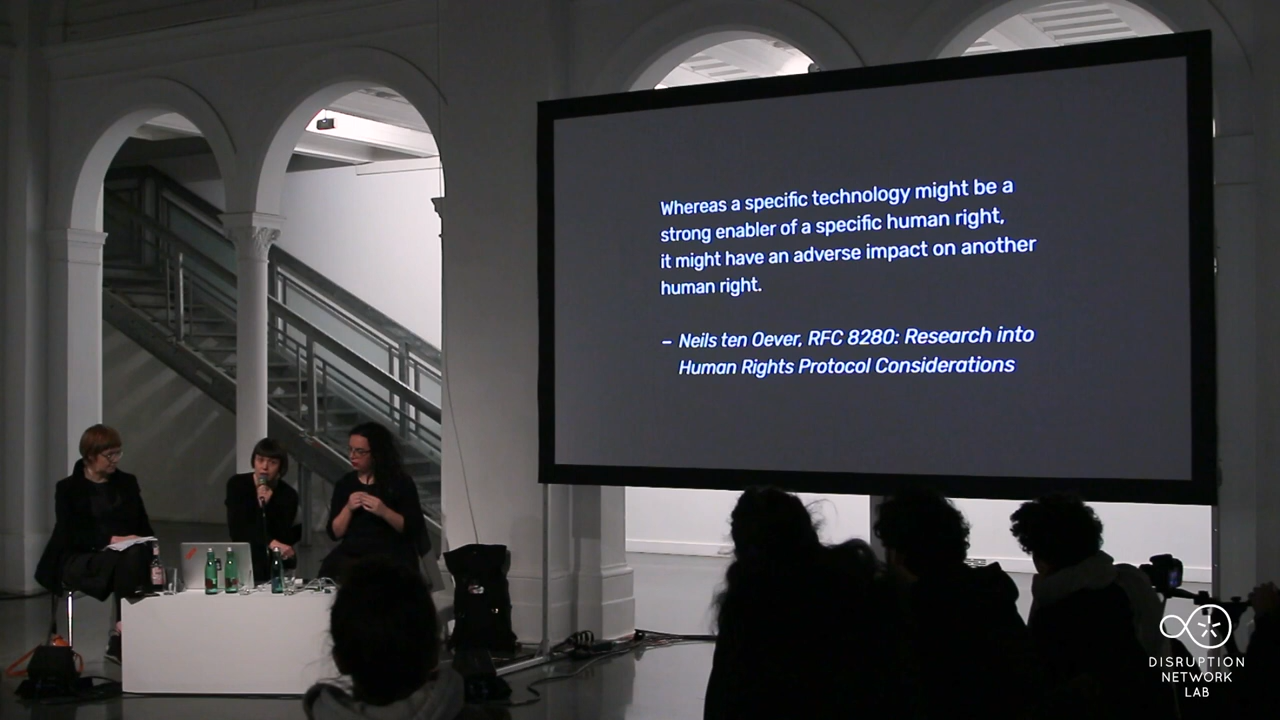 Whereas a specific technology might be a
strong enabler of a specific human right,
it might have an adverse impact on another
human right.
– Neils ten Oever, RFC 8280: Research into
Human Rights Protocol Considerations
DISRUPTION
NETWORK
LAB